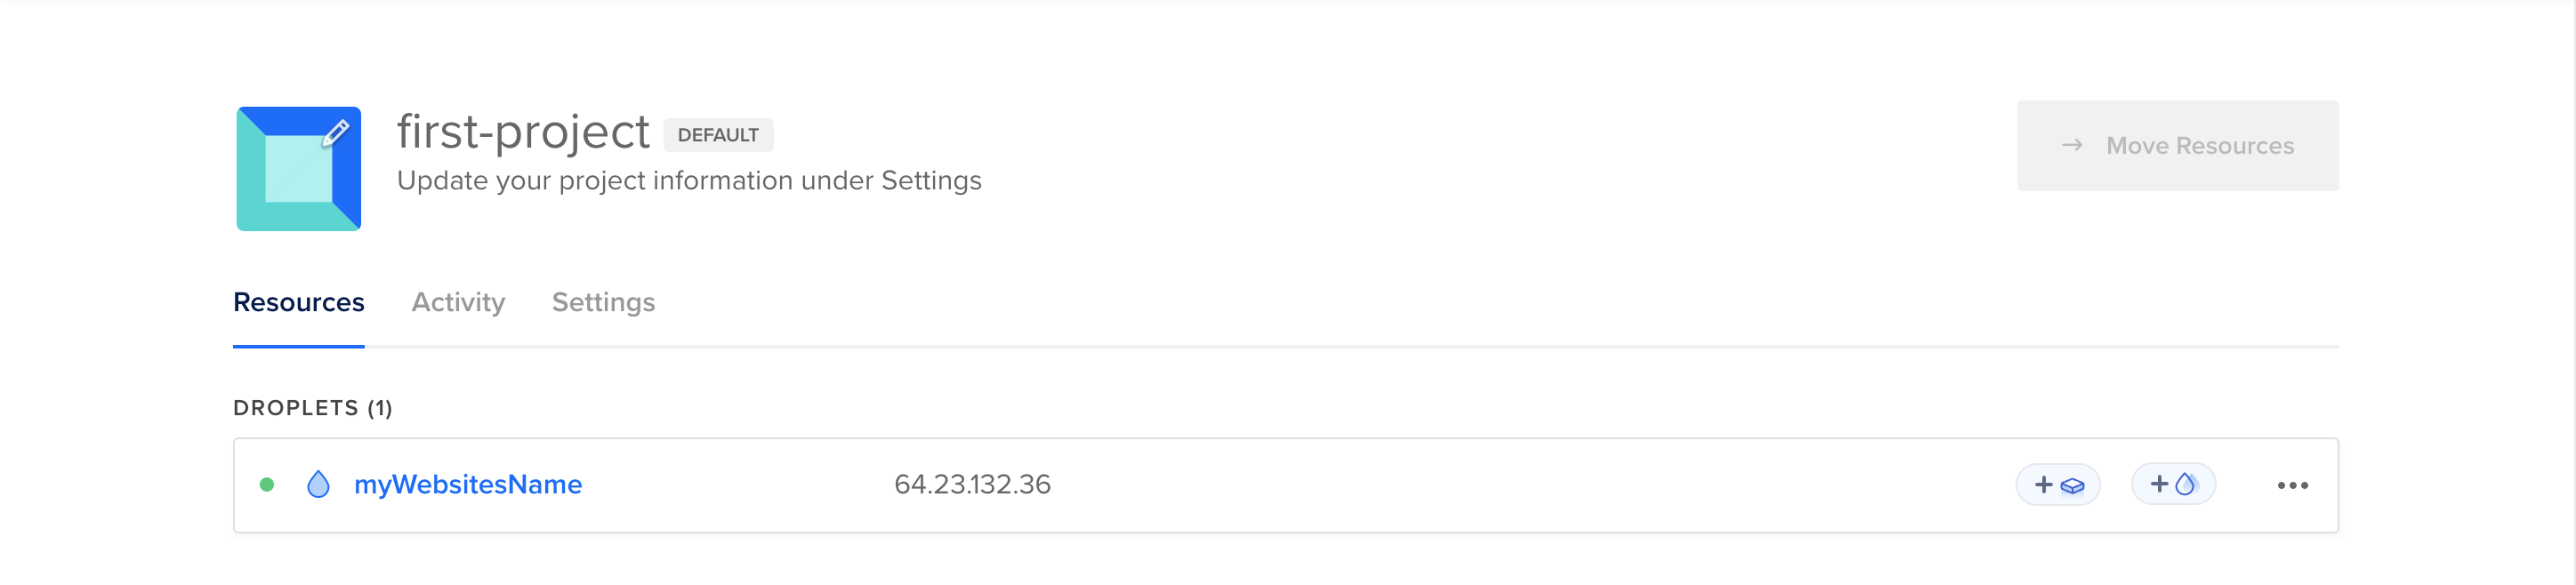 first-project DEFAULT
Update your project information under Settings
→ Move Resources
Resources Activity Settings
DROPLETS (1)
myWebsitesName 64.23.132.36 + + •••